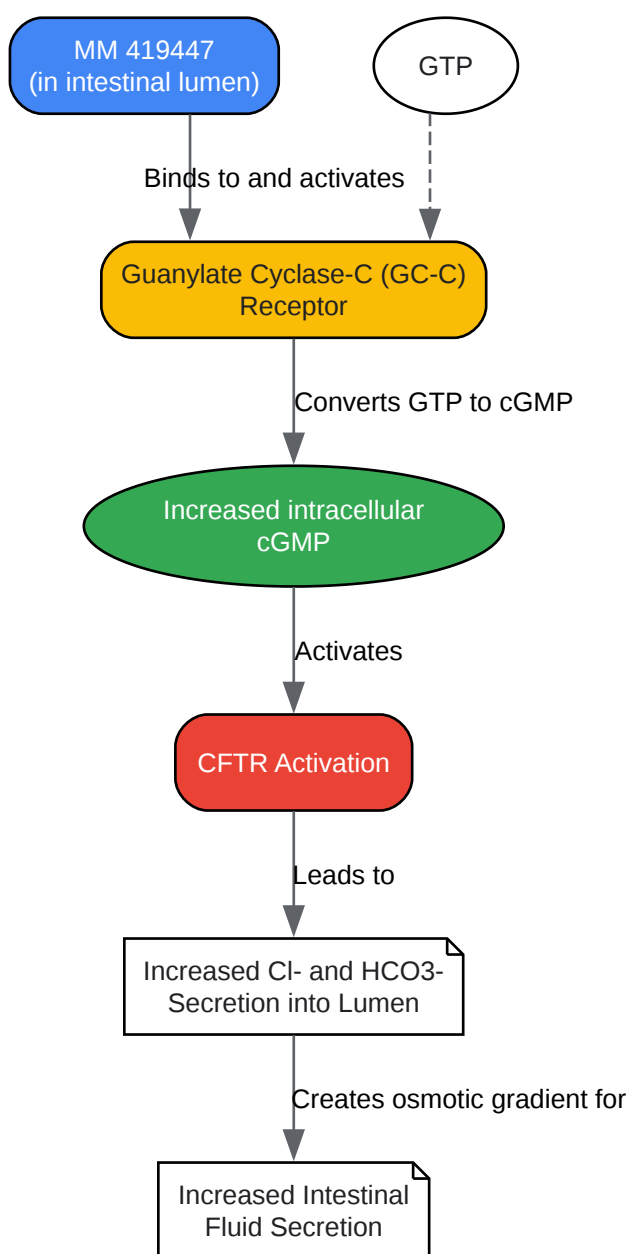 MM 419447
(in intestinal lumen)
GTP
Binds to and activates
Guanylate Cyclase-C (GC-C)
Receptor
Converts GTP to cGMP
Increased intracellular
cGMP
Activates
CFTR Activation
Leads to
Increased Cl- and HCO3-
Secretion into Lumen
Creates osmotic gradient for
Increased Intestinal
Fluid Secretion